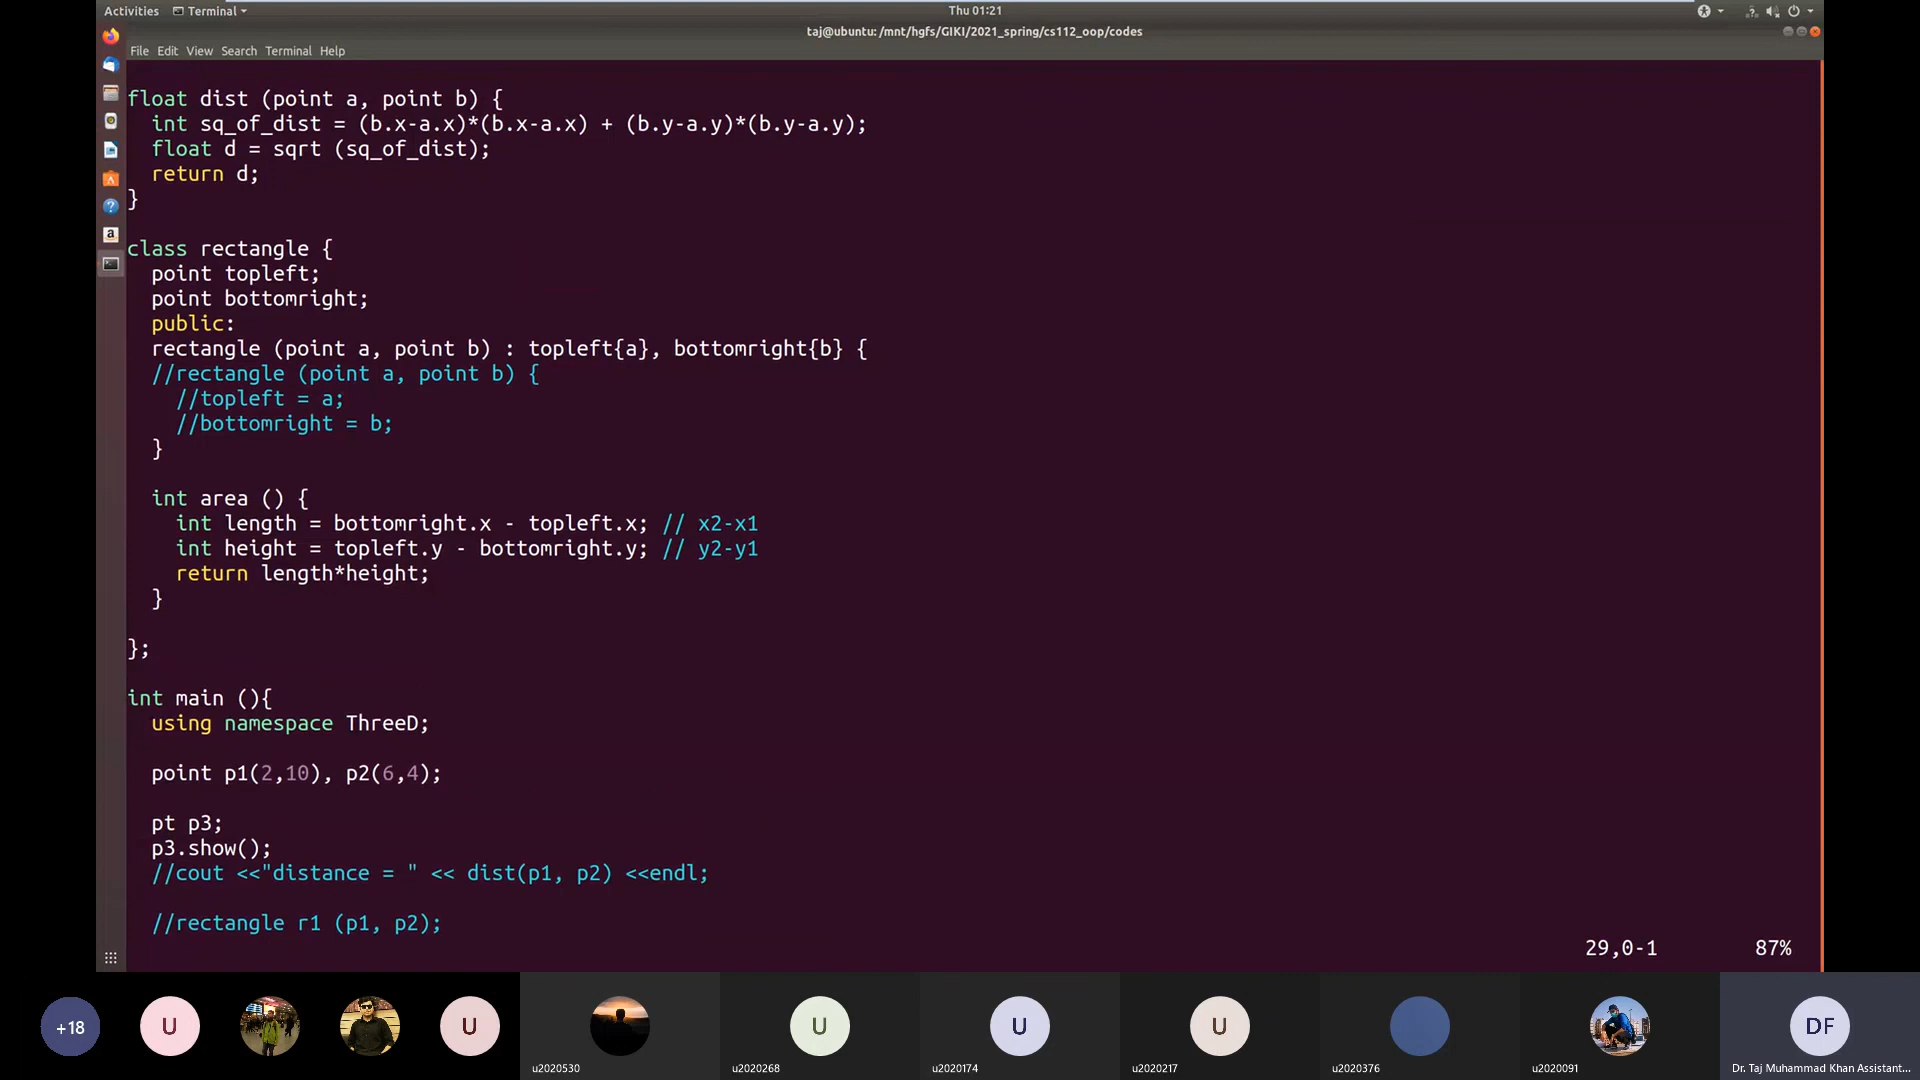 Activities Terminal Thu 01:21
taj@ubuntu: /mnt/hgfs/GIKI/2021_spring/cs112_oop/codes
File Edit View Search Terminal Help
float dist (point a, point b) {
  int sq_of_dist = (b.x-a.x)*(b.x-a.x) + (b.y-a.y)*(b.y-a.y);
  float d = sqrt (sq_of_dist);
  return d;
}
class rectangle {
  point topleft;
  point bottomright;
  public:
  rectangle (point a, point b) : topleft{a}, bottomright{b} {
  //rectangle (point a, point b) {
    //topleft = a;
    //bottomright = b;
  }
  int area () {
    int length = bottomright.x - topleft.x; // x2-x1
    int height = topleft.y - bottomright.y; // y2-y1
    return length*height;
  }
};
int main (){
  using namespace ThreeD;
  point p1(2,10), p2(6,4);
  pt p3;
  p3.show();
  //cout <<"distance = " << dist(p1, p2) <<endl;
  //rectangle r1 (p1, p2);
29,0-1 87%
+18 U U U U U DF
u2020530 u2020268 u2020174 u2020217 u2020376 u2020091 Dr. Taj Muhammad Khan Assistant...